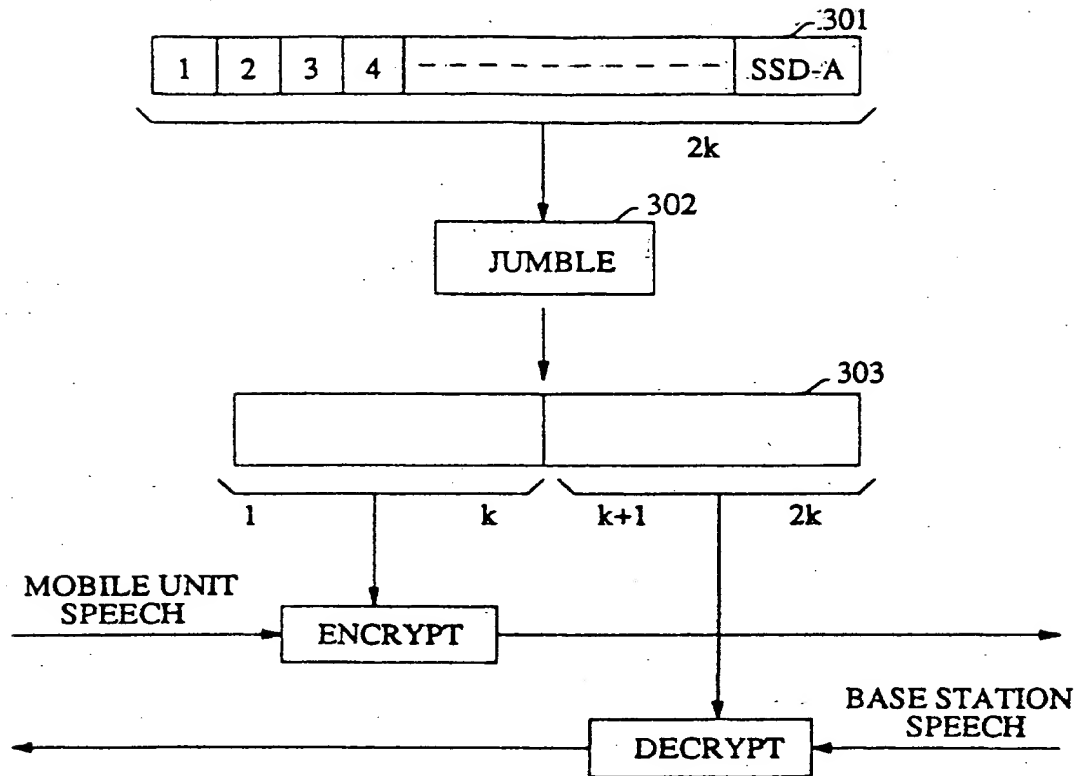 301
1 2 3 4 SSD-A
2k
302
JUMBLE
303
1 k k+1 2k
MOBILE UNIT
SPEECH
ENCRYPT
BASE STATION
SPEECH
DECRYPT